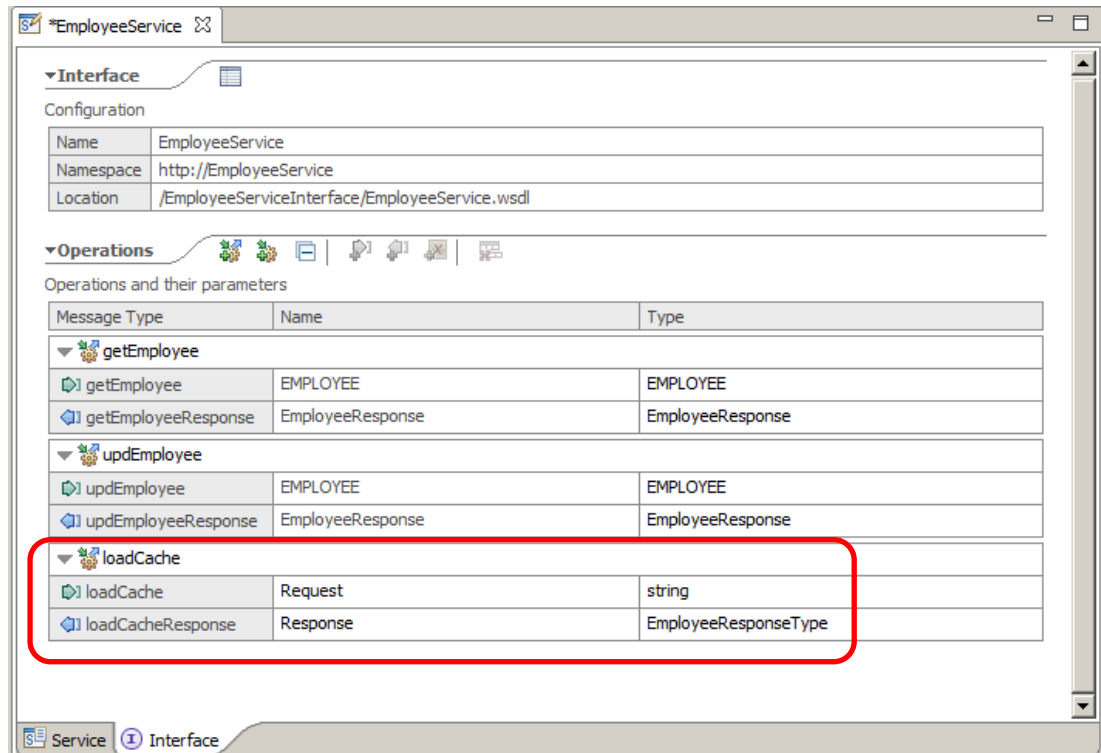 *EmployeeService
Interface
Configuration
Name EmployeeService
Namespace http://EmployeeService
Location /EmployeeServiceInterface/EmployeeService.wsdl
Operations
Operations and their parameters
Message Type Name Type
getEmployee
getEmployee EMPLOYEE EMPLOYEE
getEmployeeResponse EmployeeResponse EmployeeResponse
updEmployee
updEmployee EMPLOYEE EMPLOYEE
updEmployeeResponse EmployeeResponse EmployeeResponse
loadCache
loadCache Request string
loadCacheResponse Response EmployeeResponseType
Service Interface